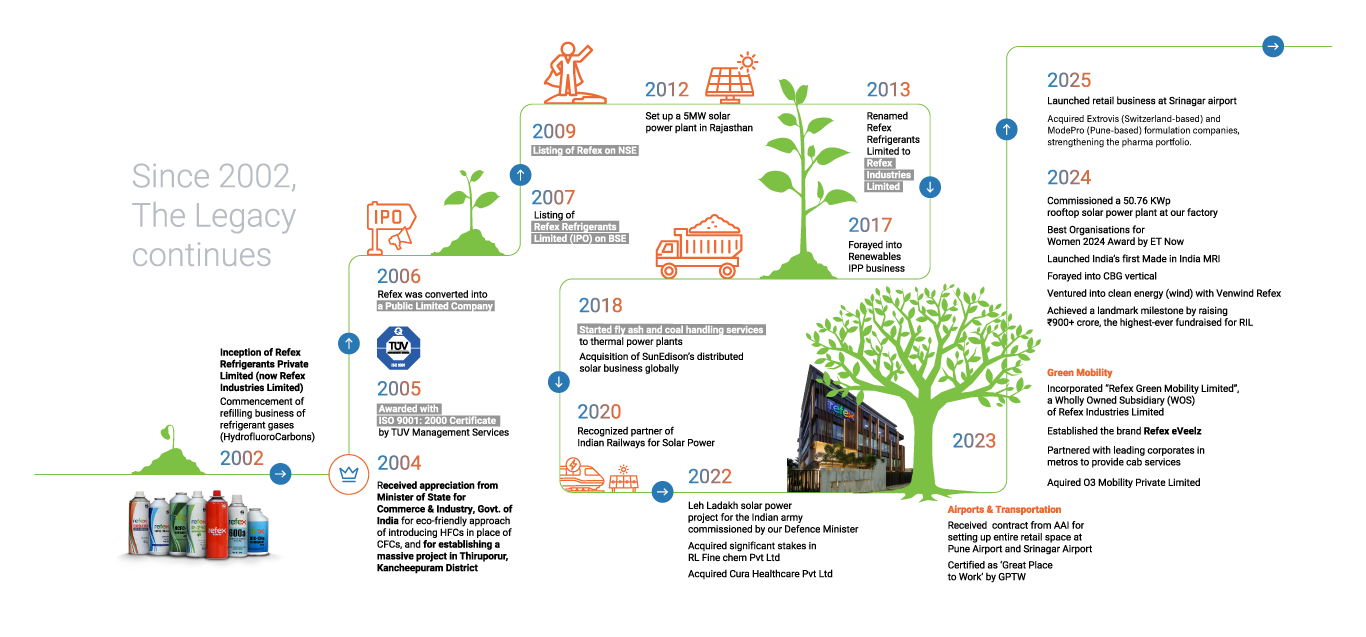 Since 2002,
The Legacy
continues
Inception of Refex
Refrigerants Private
Limited (now Refex
Industries Limited)
Commencement of
refilling business of
refrigerant gases
(HydrofluoroCarbons)
2002
refex
refex
refex
refex
refex
600a
2004
Received appreciation from
Minister of State for
Commerce & Industry, Govt. of
India for eco-friendly approach
of introducing HFCs in place of
CFCs, and for establishing a
massive project in Thiruporur,
Kancheepuram District
2005
Awarded with
ISO 9001: 2000 Certificate
by TUV Management Services
TÜV
ISO 9001
2006
Refex was converted into
a Public Limited Company
IPO
2007
Listing of
Refex Refrigerants
Limited (IPO) on BSE
2009
Listing of Refex on NSE
2012
Set up a 5MW solar
power plant in Rajasthan
2013
Renamed
Refex
Refrigerants
Limited to
Refex
Industries
Limited
2017
Forayed into
Renewables
IPP business
2018
Started fly ash and coal handling services
to thermal power plants
Acquisition of SunEdison's distributed
solar business globally
2020
Recognized partner of
Indian Railways for Solar Power
2022
Leh Ladakh solar power
project for the Indian army
commissioned by our Defence Minister
Acquired significant stakes in
RL Fine chem Pvt Ltd
Acquired Cura Healthcare Pvt Ltd
refex
2023
Airports & Transportation
Received contract from AAI for
setting up entire retail space at
Pune Airport and Srinagar Airport
Certified as 'Great Place
to Work' by GPTW
Green Mobility
Incorporated "Refex Green Mobility Limited",
a Wholly Owned Subsidiary (WOS)
of Refex Industries Limited
Established the brand Refex eVeelz
Partnered with leading corporates in
metros to provide cab services
Aquired O3 Mobility Private Limited
2024
Commissioned a 50.76 KWp
rooftop solar power plant at our factory
Best Organisations for
Women 2024 Award by ET Now
Launched India's first Made in India MRI
Forayed into CBG vertical
Ventured into clean energy (wind) with Venwind Refex
Achieved a landmark milestone by raising
₹900+ crore, the highest-ever fundraised for RIL
2025
Launched retail business at Srinagar airport
Acquired Extrovis (Switzerland-based) and
ModePro (Pune-based) formulation companies,
strengthening the pharma portfolio.